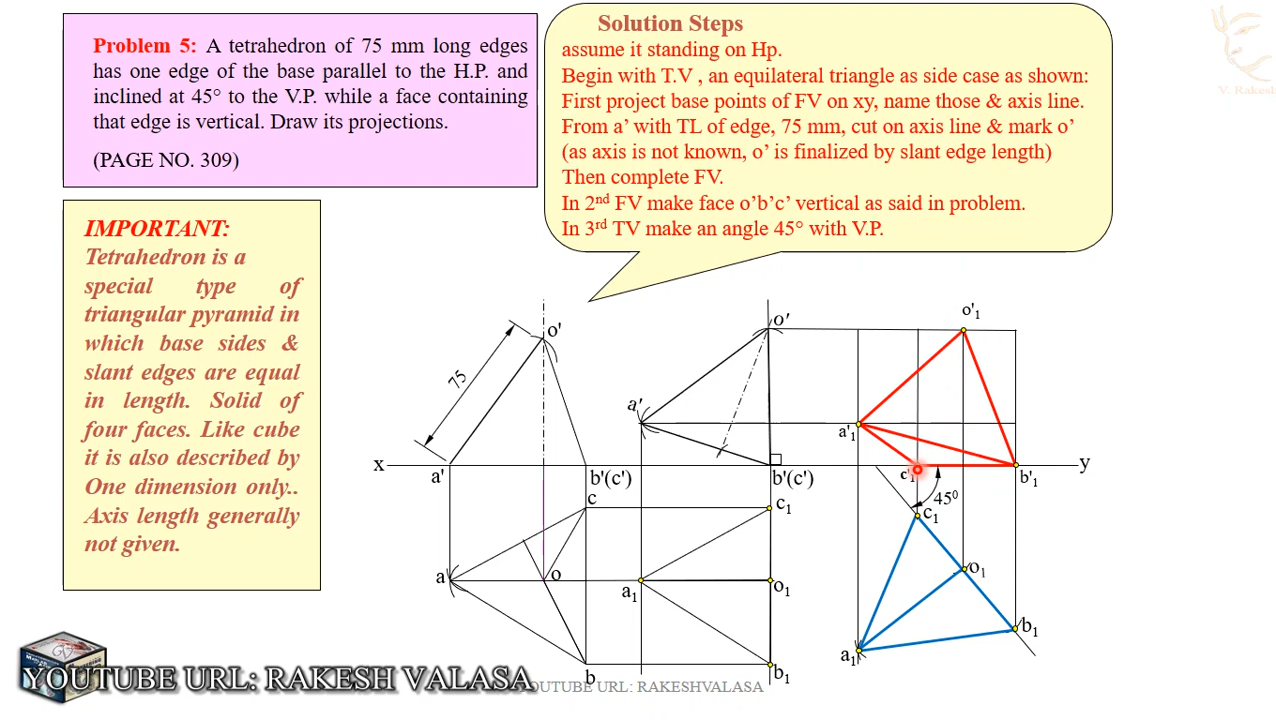 Problem 5: A tetrahedron of 75 mm long edges
has one edge of the base parallel to the H.P. and
inclined at 45° to the V.P. while a face containing
that edge is vertical. Draw its projections.
(PAGE NO. 309)
Solution Steps
assume it standing on Hp.
Begin with T.V , an equilateral triangle as side case as shown:
First project base points of FV on xy, name those & axis line.
From a’ with TL of edge, 75 mm, cut on axis line & mark o’
(as axis is not known, o’ is finalized by slant edge length)
Then complete FV.
In 2nd FV make face o’b’c’ vertical as said in problem.
In 3rd TV make an angle 45° with V.P.
V. Rakesh
IMPORTANT:
Tetrahedron is a
special type of
triangular pyramid in
which base sides &
slant edges are equal
in length. Solid of
four faces. Like cube
it is also described by
One dimension only..
Axis length generally
not given.
o'1
o'
o'
75
a'
a'1
x
y
a'
b'(c')
b'(c')
c'1
b'1
c
c1
45⁰
c1
a
o
a1
o1
o1
b1
a1
b
b1
YOUTUBE URL: RAKESH VALASA
YOUTUBE URL: RAKESHVALASA